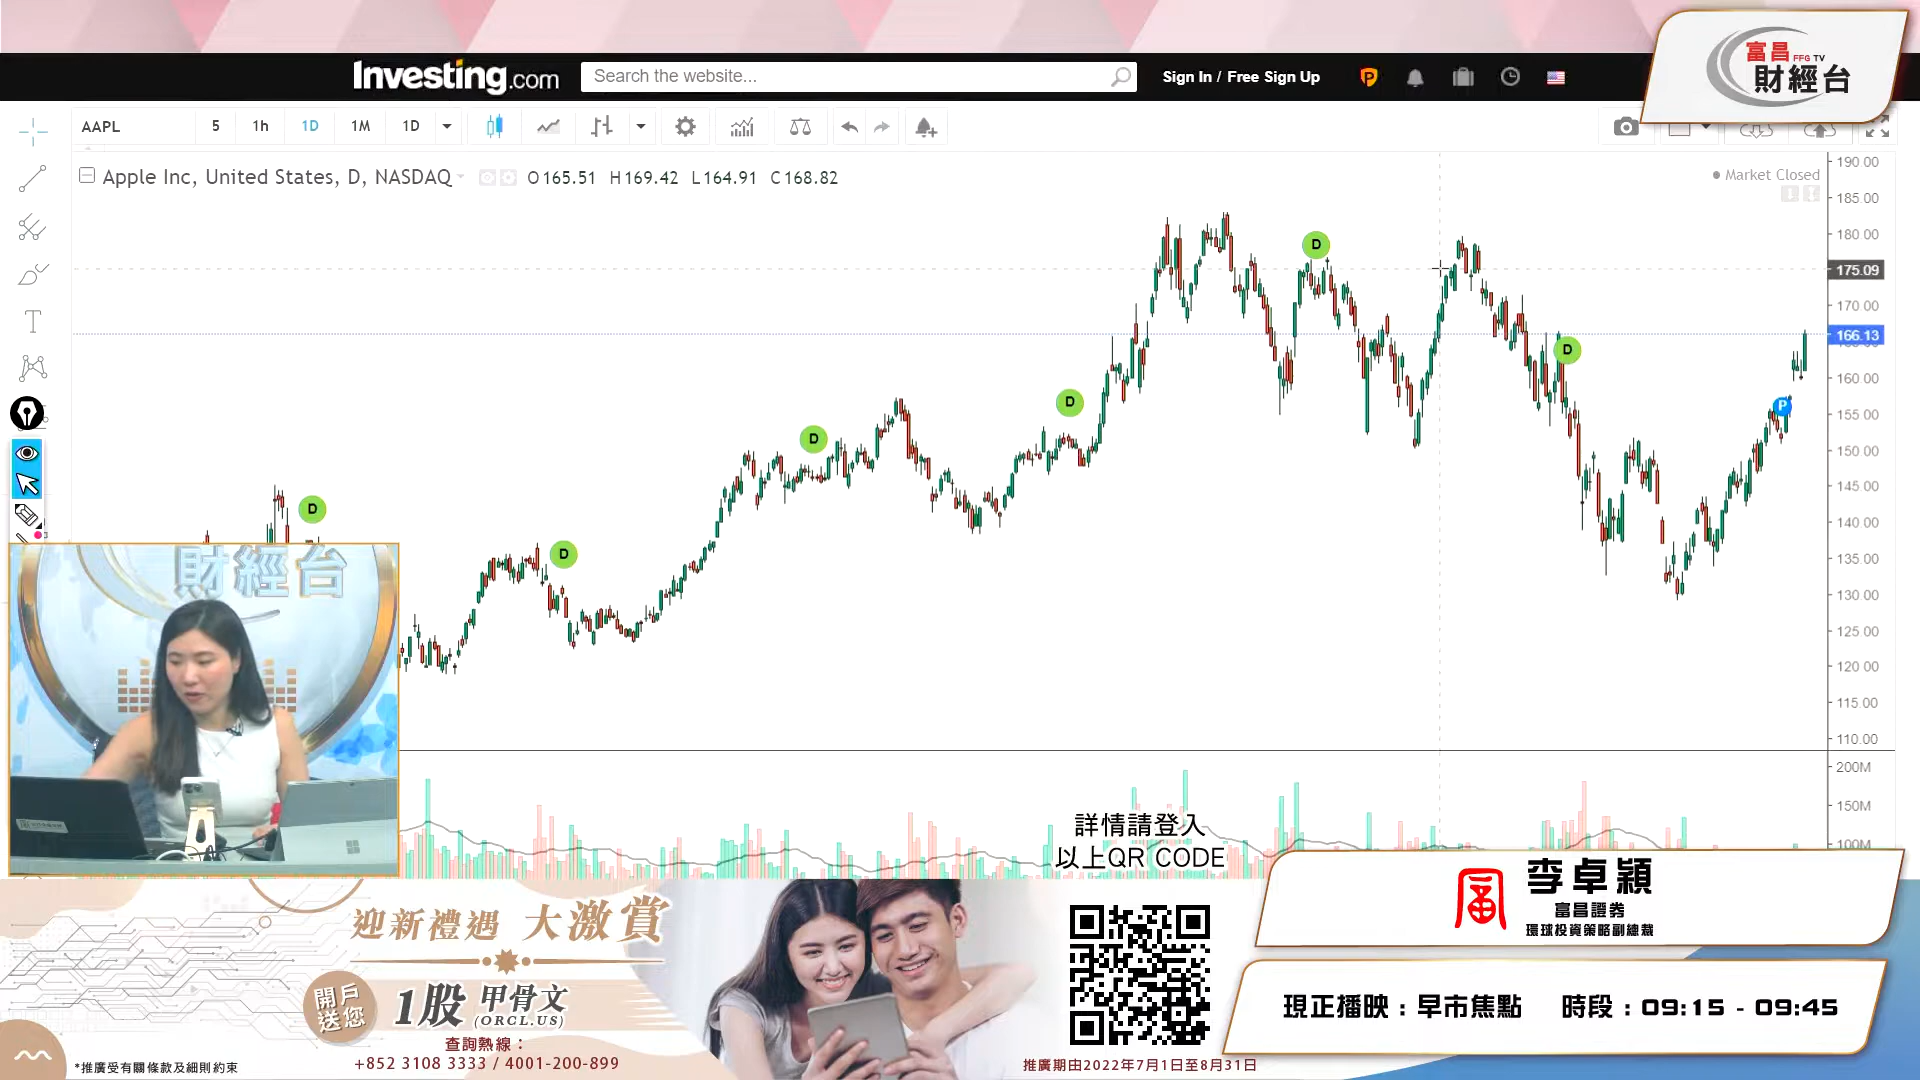 Investing.com
Search the website...
Sign In / Free Sign Up
富昌 FFG TV
財經台
AAPL 5 1h 1D 1M 1D
Apple Inc, United States, D, NASDAQ O165.51 H169.42 L164.91 C168.82
Market Closed
190.00
185.00
180.00
175.09
170.00
166.13
160.00
155.00
150.00
145.00
140.00
135.00
130.00
125.00
120.00
115.00
110.00
200M
150M
100M
D
D
D
D
D
D
P
財經台
詳情請登入
以上QR CODE
迎新禮遇 大激賞
開戶
送您
1股 甲骨文
(ORCL.US)
查詢熱線：
+852 3108 3333 / 4001-200-899
*推廣受有關條款及細則約束
推廣期由2022年7月1日至8月31日
李卓穎
富昌證券
環球投資策略副總裁
現正播映：早市焦點 時段：09:15 - 09:45